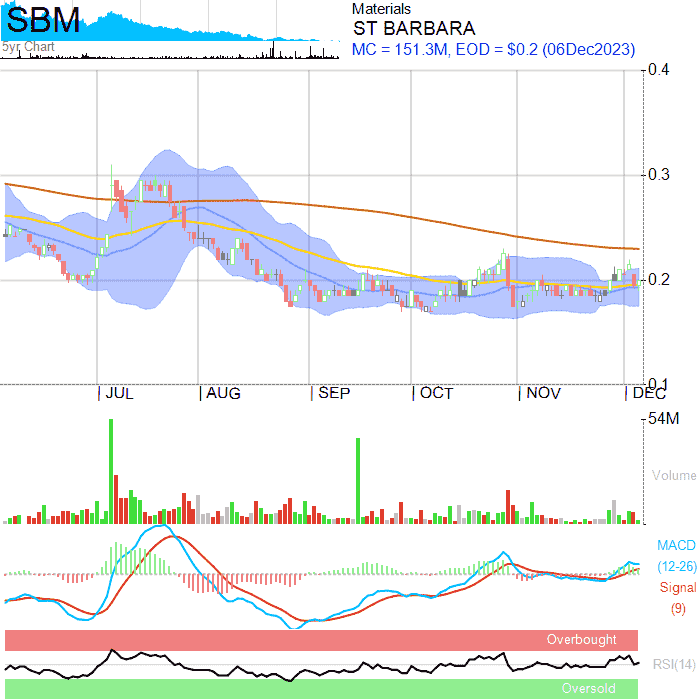 SBM
5yr Chart
Materials
ST BARBARA
MC = 151.3M, EOD = $0.2 (06Dec2023)
0.4
0.3
0.2
0.1
JUL AUG SEP OCT NOV DEC
54M
Volume
MACD
(12-26)
Signal
(9)
Overbought
RSI(14)
Oversold